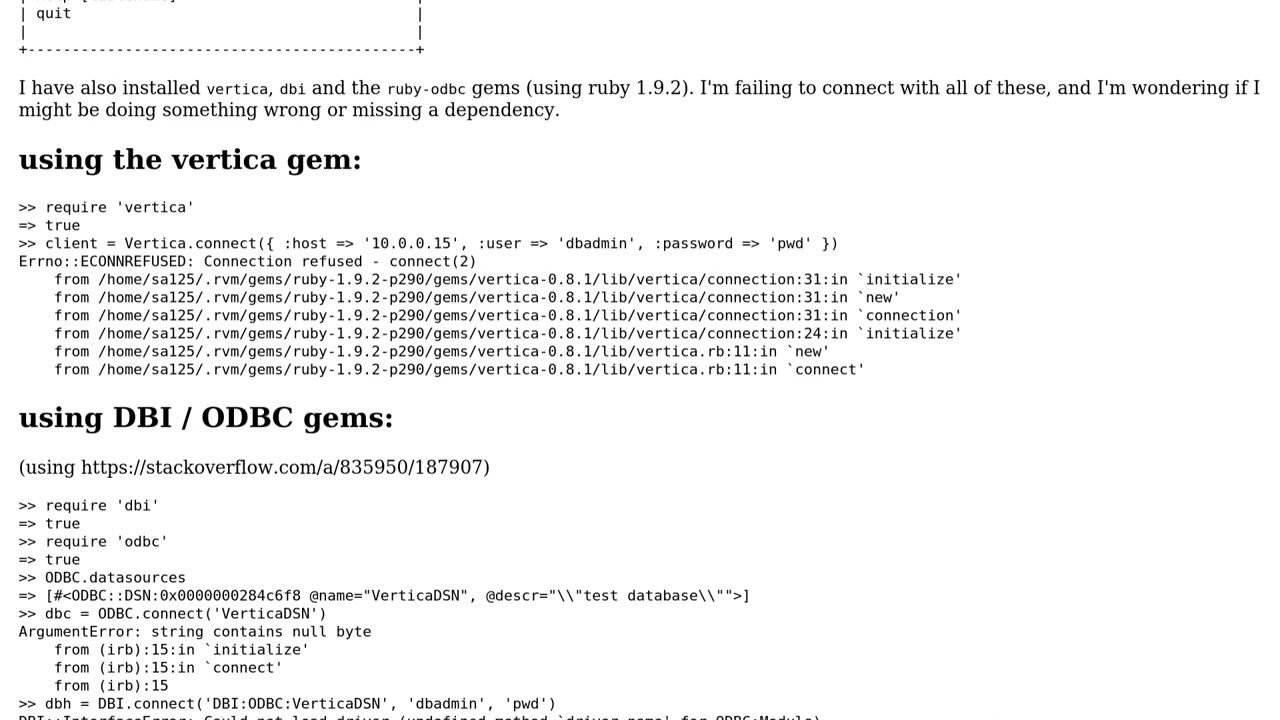 | quit                                       |
|                                            |
+--------------------------------------------+
I have also installed vertica, dbi and the ruby-odbc gems (using ruby 1.9.2). I'm failing to connect with all of these, and I'm wondering if I
might be doing something wrong or missing a dependency.
using the vertica gem:
>> require 'vertica'
=> true
>> client = Vertica.connect({ :host => '10.0.0.15', :user => 'dbadmin', :password => 'pwd' })
Errno::ECONNREFUSED: Connection refused - connect(2)
    from /home/sa125/.rvm/gems/ruby-1.9.2-p290/gems/vertica-0.8.1/lib/vertica/connection:31:in `initialize'
    from /home/sa125/.rvm/gems/ruby-1.9.2-p290/gems/vertica-0.8.1/lib/vertica/connection:31:in `new'
    from /home/sa125/.rvm/gems/ruby-1.9.2-p290/gems/vertica-0.8.1/lib/vertica/connection:31:in `connection'
    from /home/sa125/.rvm/gems/ruby-1.9.2-p290/gems/vertica-0.8.1/lib/vertica/connection:24:in `initialize'
    from /home/sa125/.rvm/gems/ruby-1.9.2-p290/gems/vertica-0.8.1/lib/vertica.rb:11:in `new'
    from /home/sa125/.rvm/gems/ruby-1.9.2-p290/gems/vertica-0.8.1/lib/vertica.rb:11:in `connect'
using DBI / ODBC gems:
(using https://stackoverflow.com/a/835950/187907)
>> require 'dbi'
=> true
>> require 'odbc'
=> true
>> ODBC.datasources
=> [#<ODBC::DSN:0x0000000284c6f8 @name="VerticaDSN", @descr="\\"test database\\"">]
>> dbc = ODBC.connect('VerticaDSN')
ArgumentError: string contains null byte
    from (irb):15:in `initialize'
    from (irb):15:in `connect'
    from (irb):15
>> dbh = DBI.connect('DBI:ODBC:VerticaDSN', 'dbadmin', 'pwd')
DBI::InterfaceError: Could not load driver (undefined method `driver_name' for ODBC:Module)